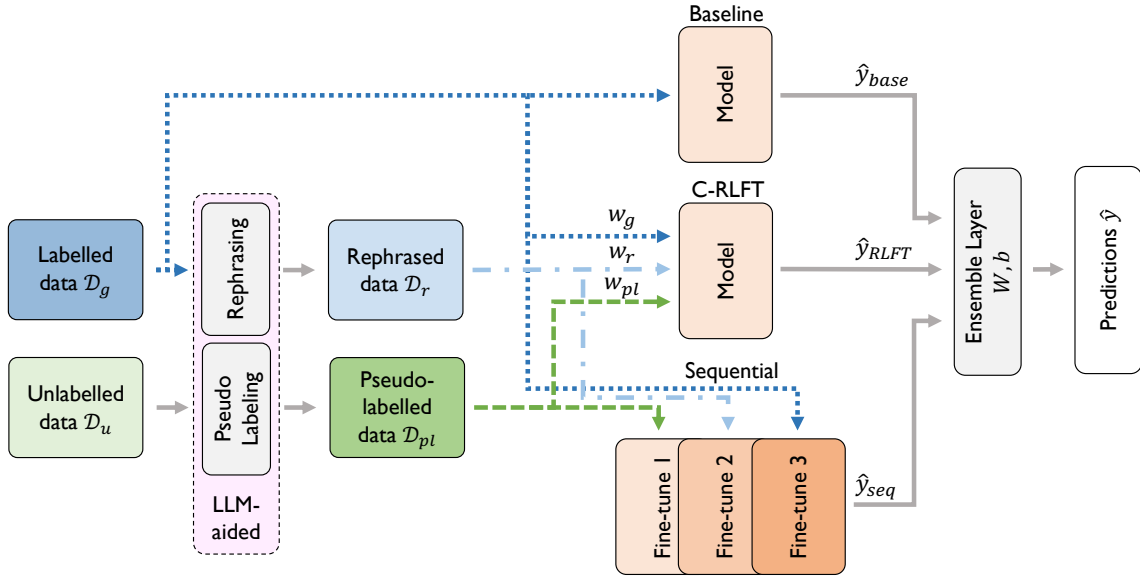 Baseline
Model
ŷ_base
C-RLFT
Model
w_g
w_r
w_pl
ŷ_RLFT
Labelled
data 𝒟_g
Rephrasing
Rephrased
data 𝒟_r
Ensemble Layer
W, b
Predictions ŷ
Unlabelled
data 𝒟_u
Pseudo
Labeling
Pseudo-
labelled
data 𝒟_pl
LLM-
aided
Sequential
Fine-tune 1
Fine-tune 2
Fine-tune 3
ŷ_seq